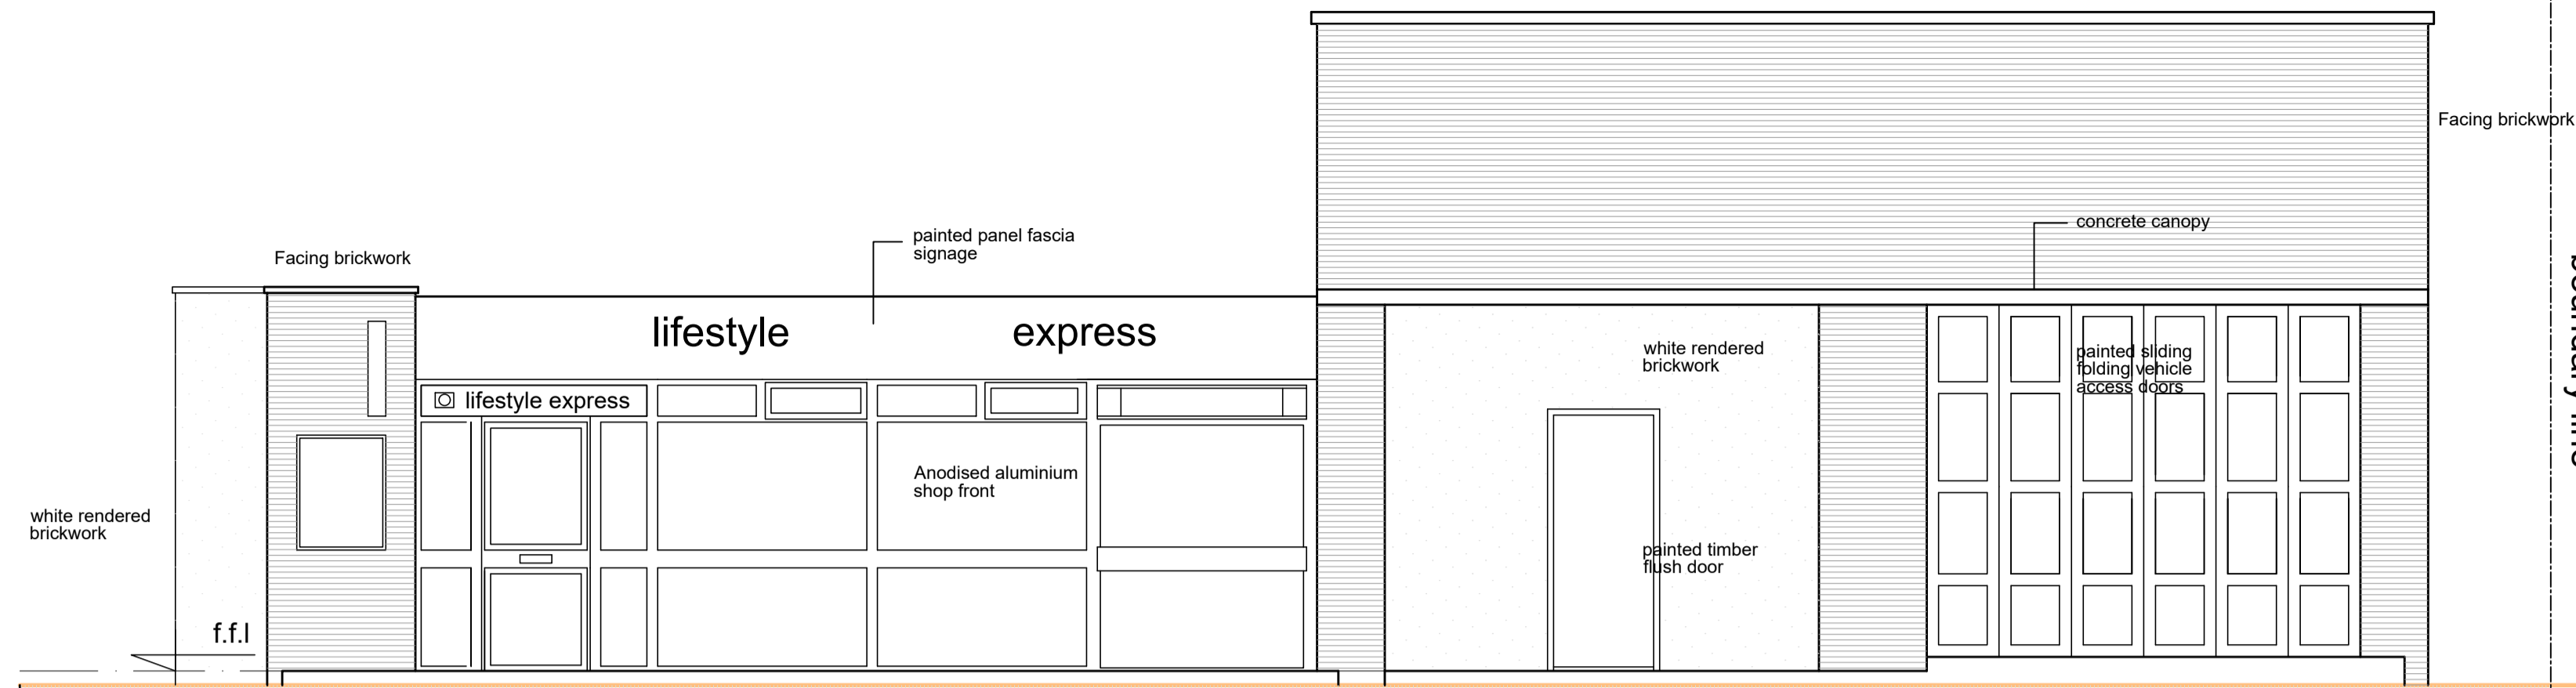 Facing brickwork
concrete canopy
painted panel fascia
signage
Facing brickwork
lifestyle express
white rendered
brickwork
painted sliding
folding vehicle
access doors
lifestyle express
Anodised aluminium
shop front
white rendered
brickwork
painted timber
flush door
f.f.l